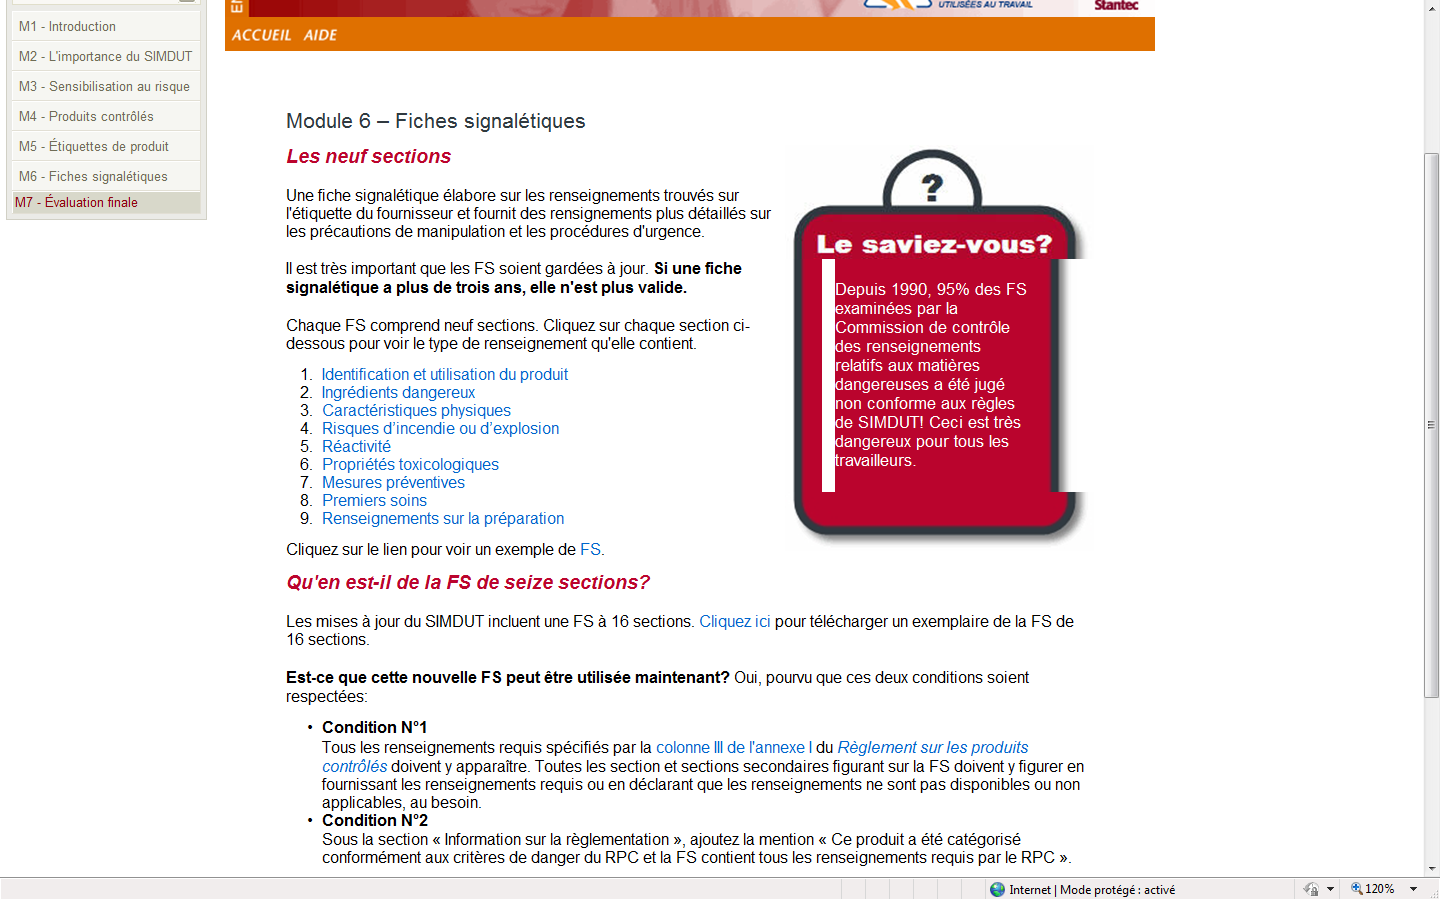 M1 - Introduction
M2 - L'importance du SIMDUT
M3 - Sensibilisation au risque
M4 - Produits contrôlés
M5 - Étiquettes de produit
M6 - Fiches signalétiques
M7 - Évaluation finale
UTILISÉES AU TRAVAIL
Stantec
ACCUEIL AIDE
Module 6 – Fiches signalétiques
Les neuf sections
Une fiche signalétique élabore sur les renseignements trouvés sur
l'étiquette du fournisseur et fournit des rensignements plus détaillés sur
les précautions de manipulation et les procédures d'urgence.
Il est très important que les FS soient gardées à jour. Si une fiche
signalétique a plus de trois ans, elle n'est plus valide.
Chaque FS comprend neuf sections. Cliquez sur chaque section ci-
dessous pour voir le type de renseignement qu'elle contient.
1. Identification et utilisation du produit
2. Ingrédients dangereux
3. Caractéristiques physiques
4. Risques d’incendie ou d’explosion
5. Réactivité
6. Propriétés toxicologiques
7. Mesures préventives
8. Premiers soins
9. Renseignements sur la préparation
Cliquez sur le lien pour voir un exemple de FS.
?
Le saviez-vous?
Depuis 1990, 95% des FS
examinées par la
Commission de contrôle
des renseignements
relatifs aux matières
dangereuses a été jugé
non conforme aux règles
de SIMDUT! Ceci est très
dangereux pour tous les
travailleurs.
Qu'en est-il de la FS de seize sections?
Les mises à jour du SIMDUT incluent une FS à 16 sections. Cliquez ici pour télécharger un exemplaire de la FS de
16 sections.
Est-ce que cette nouvelle FS peut être utilisée maintenant? Oui, pourvu que ces deux conditions soient
respectées:
• Condition N°1
Tous les renseignements requis spécifiés par la colonne III de l'annexe I du Règlement sur les produits
contrôlés doivent y apparaître. Toutes les section et sections secondaires figurant sur la FS doivent y figurer en
fournissant les renseignements requis ou en déclarant que les renseignements ne sont pas disponibles ou non
applicables, au besoin.
• Condition N°2
Sous la section « Information sur la règlementation », ajoutez la mention « Ce produit a été catégorisé
conformément aux critères de danger du RPC et la FS contient tous les renseignements requis par le RPC ».
Internet | Mode protégé : activé
120%